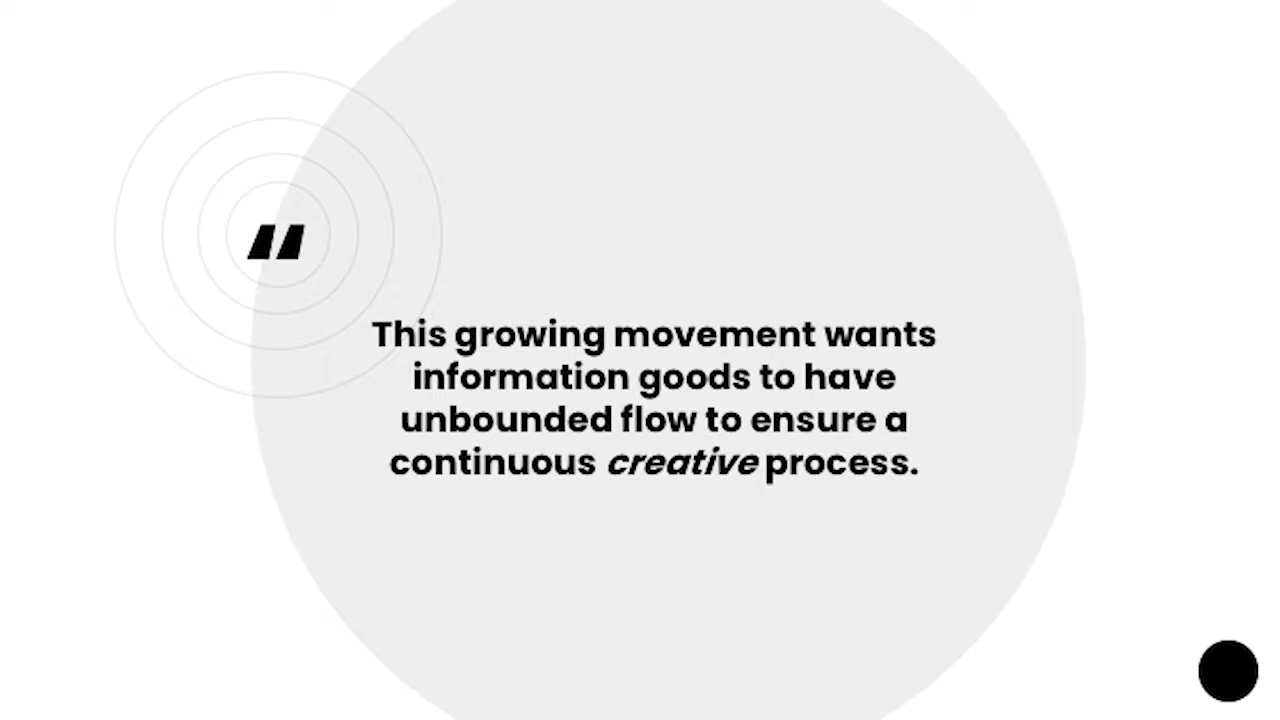 “
This growing movement wants
information goods to have
unbounded flow to ensure a
continuous creative process.